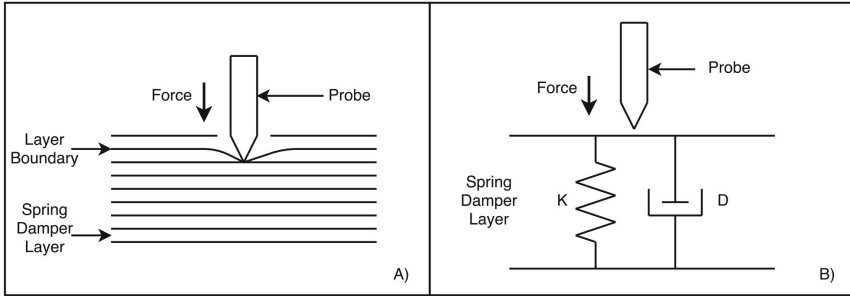 Force
Probe
Layer
Boundary
Spring
Damper
Layer
A)
Probe
Force
Spring
Damper
Layer
K
D
B)